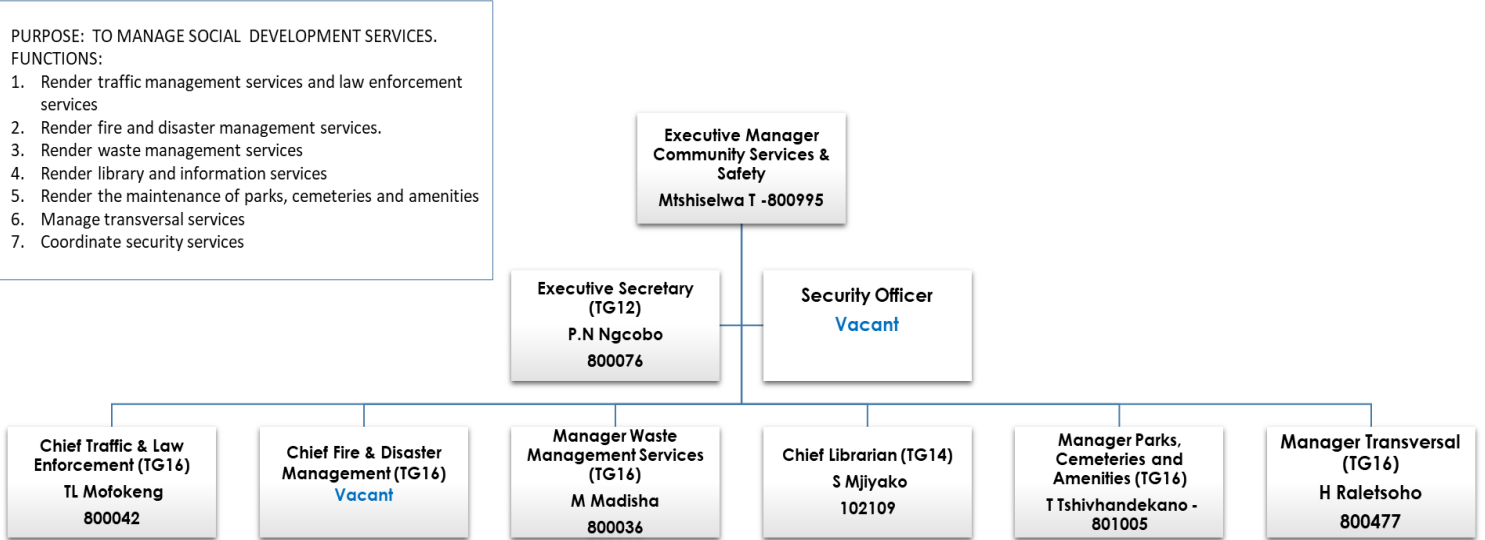 PURPOSE: TO MANAGE SOCIAL DEVELOPMENT SERVICES.
FUNCTIONS:
1. Render traffic management services and law enforcement
services
2. Render fire and disaster management services.
3. Render waste management services
4. Render library and information services
5. Render the maintenance of parks, cemeteries and amenities
6. Manage transversal services
7. Coordinate security services
Executive Manager
Community Services &
Safety
Mtshiselwa T -800995
Executive Secretary
(TG12)
P.N Ngcobo
800076
Security Officer
Vacant
Chief Traffic & Law
Enforcement (TG16)
TL Mofokeng
800042
Chief Fire & Disaster
Management (TG16)
Vacant
Manager Waste
Management Services
(TG16)
M Madisha
800036
Chief Librarian (TG14)
S Mjiyako
102109
Manager Parks,
Cemeteries and
Amenities (TG16)
T Tshivhandekano -
801005
Manager Transversal
(TG16)
H Raletsoho
800477